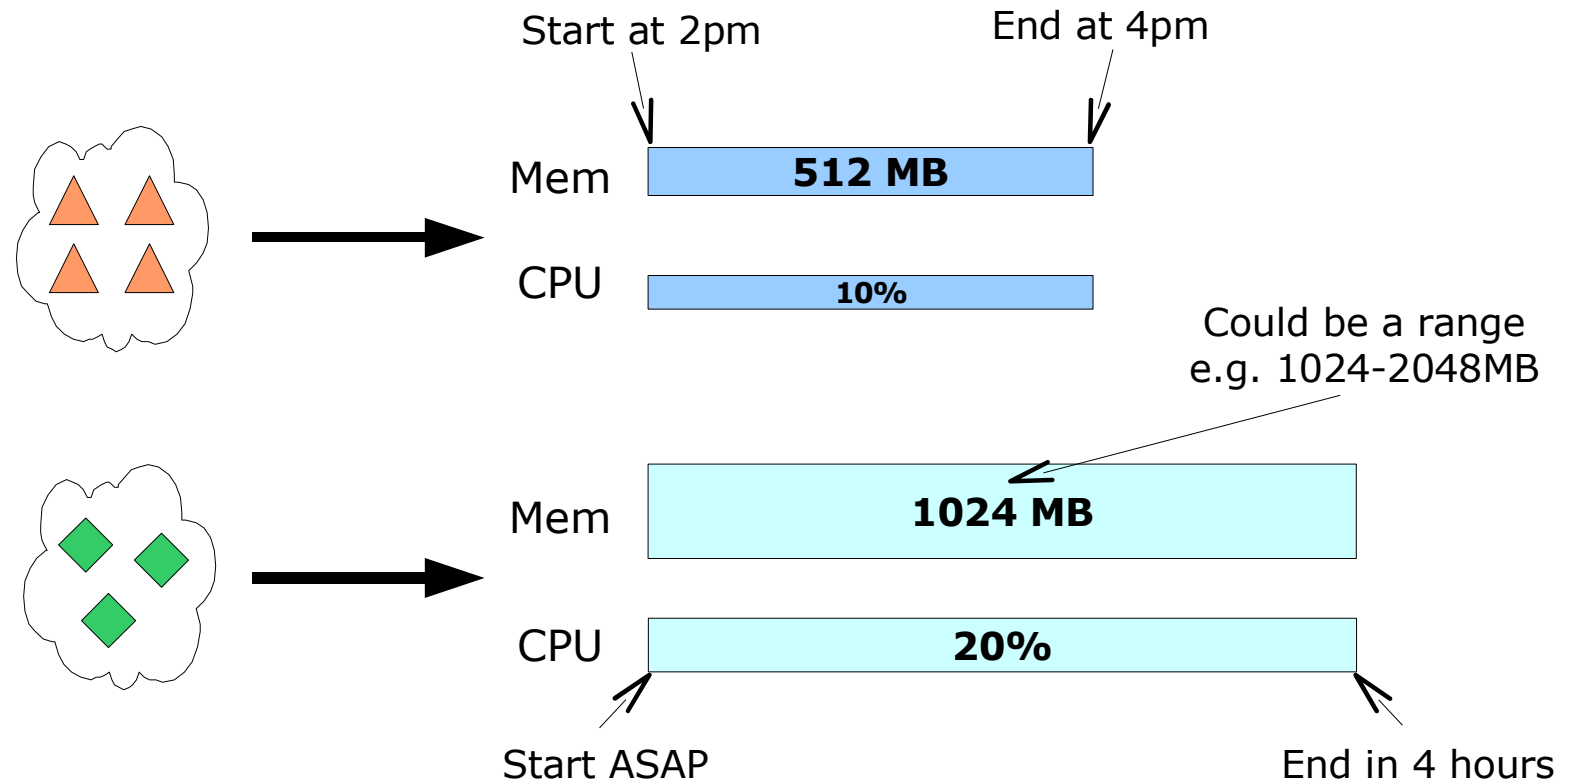 Start at 2pm
End at 4pm
Mem
512 MB
CPU
10%
Could be a range
e.g. 1024-2048MB
Mem
1024 MB
CPU
20%
Start ASAP
End in 4 hours